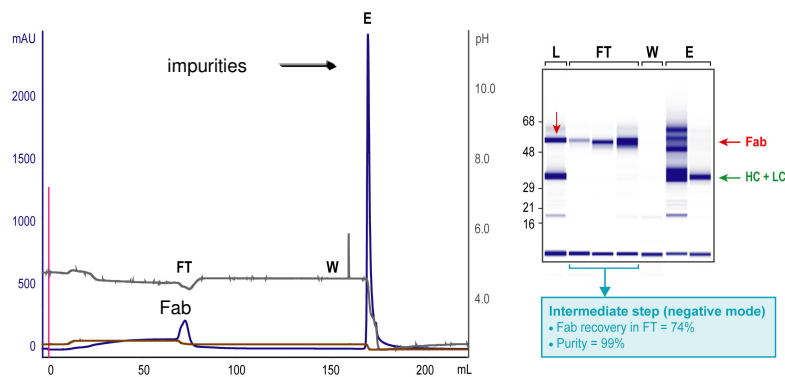 E
mAU
pH
impurities
10.0
2000
8.0
1500
1000
6.0
FT
W
500
Fab
4.0
0
0
50
100
150
200
mL
L
FT
W
E
68
48
29
21
16
Fab
HC + LC
Intermediate step (negative mode)
• Fab recovery in FT = 74%
• Purity = 99%